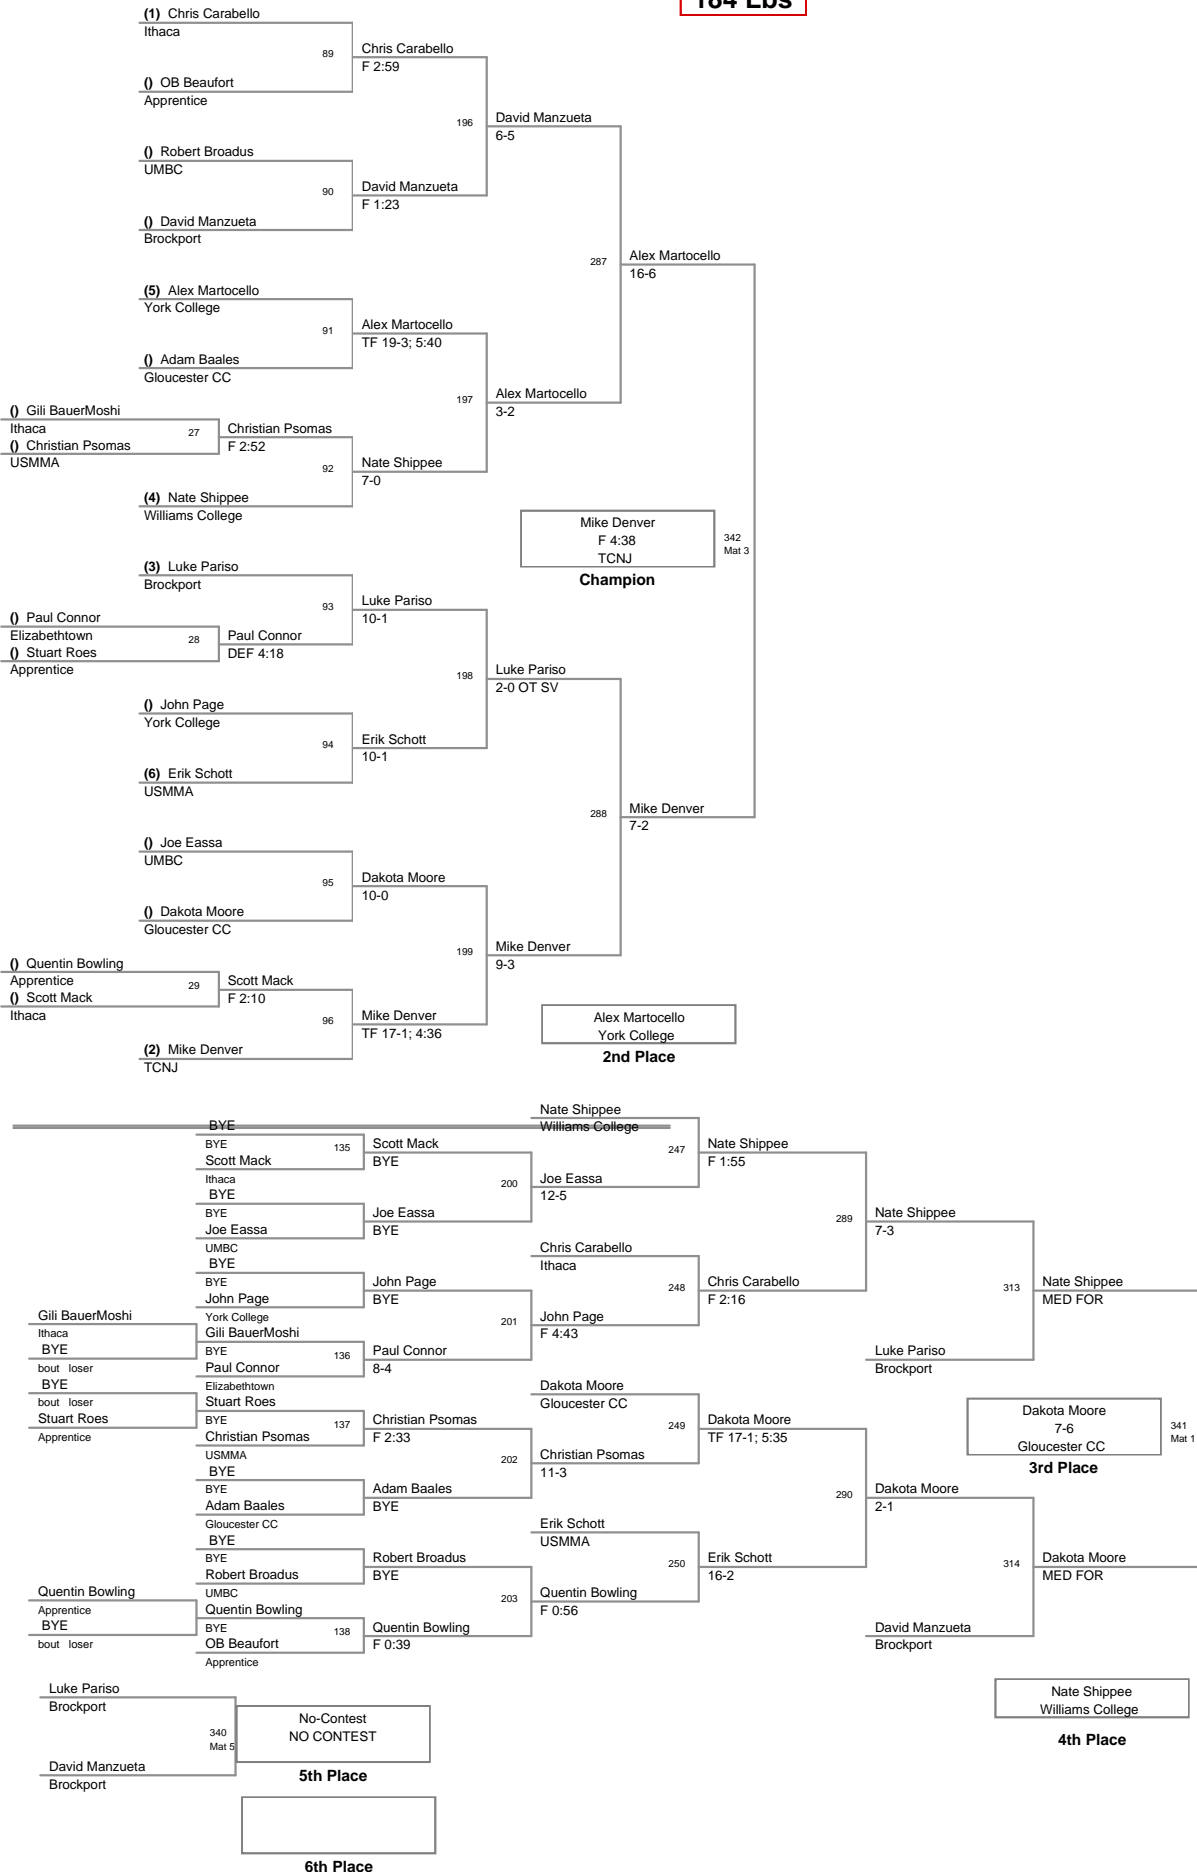 184 Lbs
(1) Chris Carabello
Ithaca
89
Chris Carabello
F 2:59
() OB Beaufort
Apprentice
196
David Manzueta
6-5
() Robert Broadus
UMBC
90
David Manzueta
F 1:23
() David Manzueta
Brockport
287
Alex Martocello
16-6
(5) Alex Martocello
York College
91
Alex Martocello
TF 19-3; 5:40
() Adam Baales
Gloucester CC
197
Alex Martocello
3-2
() Gili BauerMoshi
Ithaca
27
Christian Psomas
F 2:52
() Christian Psomas
USMMA
92
Nate Shippee
7-0
(4) Nate Shippee
Williams College
Mike Denver
F 4:38
TCNJ
Champion
342
Mat 3
(3) Luke Pariso
Brockport
93
Luke Pariso
10-1
() Paul Connor
Elizabethtown
28
Paul Connor
DEF 4:18
() Stuart Roes
Apprentice
198
Luke Pariso
2-0 OT SV
() John Page
York College
94
Erik Schott
10-1
(6) Erik Schott
USMMA
288
Mike Denver
7-2
() Joe Eassa
UMBC
95
Dakota Moore
10-0
() Dakota Moore
Gloucester CC
199
Mike Denver
9-3
() Quentin Bowling
Apprentice
29
Scott Mack
F 2:10
() Scott Mack
Ithaca
96
Mike Denver
TF 17-1; 4:36
(2) Mike Denver
TCNJ
Alex Martocello
York College
2nd Place
Nate Shippee
Williams College
BYE
BYE
135
Scott Mack
BYE
Scott Mack
Ithaca
247
Nate Shippee
F 1:55
200
Joe Eassa
12-5
BYE
BYE
Joe Eassa
BYE
Joe Eassa
UMBC
289
Nate Shippee
7-3
BYE
BYE
John Page
BYE
John Page
York College
Chris Carabello
Ithaca
248
Chris Carabello
F 2:16
313
Nate Shippee
MED FOR
Gili BauerMoshi
Ithaca
BYE
bout loser
201
John Page
F 4:43
Gili BauerMoshi
BYE
136
Paul Connor
8-4
Paul Connor
Elizabethtown
Luke Pariso
Brockport
BYE
bout loser
Stuart Roes
Apprentice
Stuart Roes
BYE
137
Christian Psomas
F 2:33
Christian Psomas
USMMA
Dakota Moore
Gloucester CC
249
Dakota Moore
TF 17-1; 5:35
Dakota Moore
7-6
Gloucester CC
3rd Place
341
Mat 1
202
Christian Psomas
11-3
BYE
BYE
Adam Baales
BYE
Adam Baales
Gloucester CC
290
Dakota Moore
2-1
Erik Schott
USMMA
BYE
BYE
Robert Broadus
BYE
Robert Broadus
UMBC
250
Erik Schott
16-2
314
Dakota Moore
MED FOR
Quentin Bowling
Apprentice
BYE
bout loser
203
Quentin Bowling
F 0:56
Quentin Bowling
BYE
138
Quentin Bowling
F 0:39
OB Beaufort
Apprentice
David Manzueta
Brockport
Luke Pariso
Brockport
340
Mat 5
No-Contest
NO CONTEST
5th Place
David Manzueta
Brockport
Nate Shippee
Williams College
4th Place
6th Place